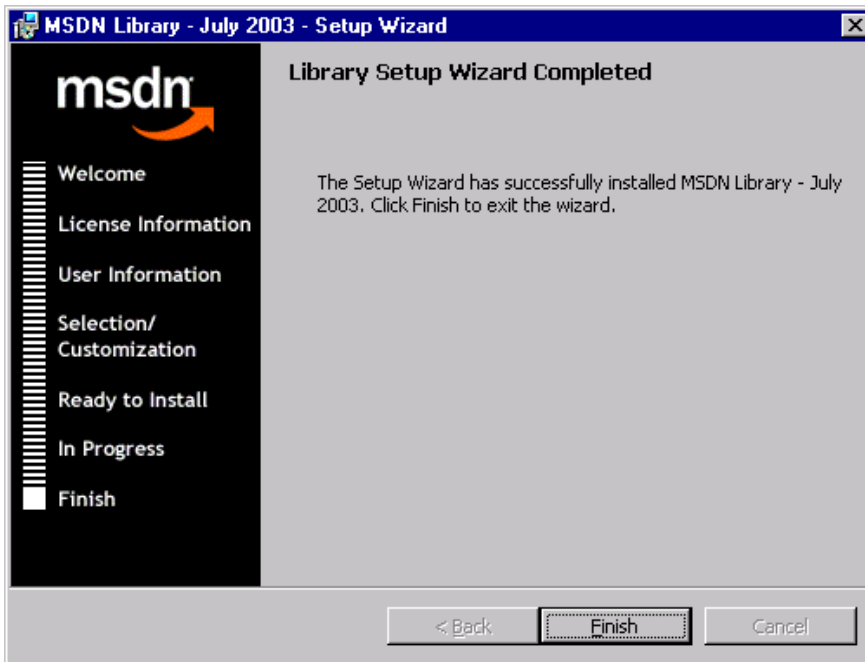 MSDN Library - July 2003 - Setup Wizard
msdn
Library Setup Wizard Completed
Welcome
License Information
User Information
Selection/
Customization
Ready to Install
In Progress
Finish
The Setup Wizard has successfully installed MSDN Library - July
2003. Click Finish to exit the wizard.
< Back
Finish
Cancel